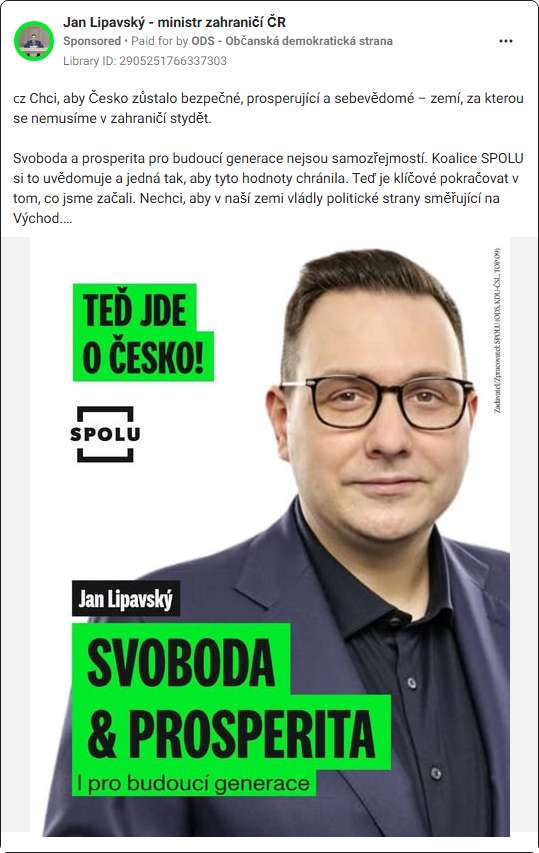 Jan Lipavský - ministr zahraničí ČR
Sponsored • Paid for by ODS - Občanská demokratická strana
Library ID: 2905251766337303
cz Chci, aby Česko zůstalo bezpečné, prosperující a sebevědomé – zemí, za kterou
se nemusíme v zahraničí stydět.
Svoboda a prosperita pro budoucí generace nejsou samozřejmostí. Koalice SPOLU
si to uvědomuje a jedná tak, aby tyto hodnoty chránila. Teď je klíčové pokračovat v
tom, co jsme začali. Nechci, aby v naší zemi vládly politické strany směřující na
Východ....
TEĎ JDE
O ČESKO!
SPOLU
Zadavatel/Zpracovatel: SPOLU (ODS, KDU-ČSL, TOP 09)
Jan Lipavský
SVOBODA
& PROSPERITA
I pro budoucí generace